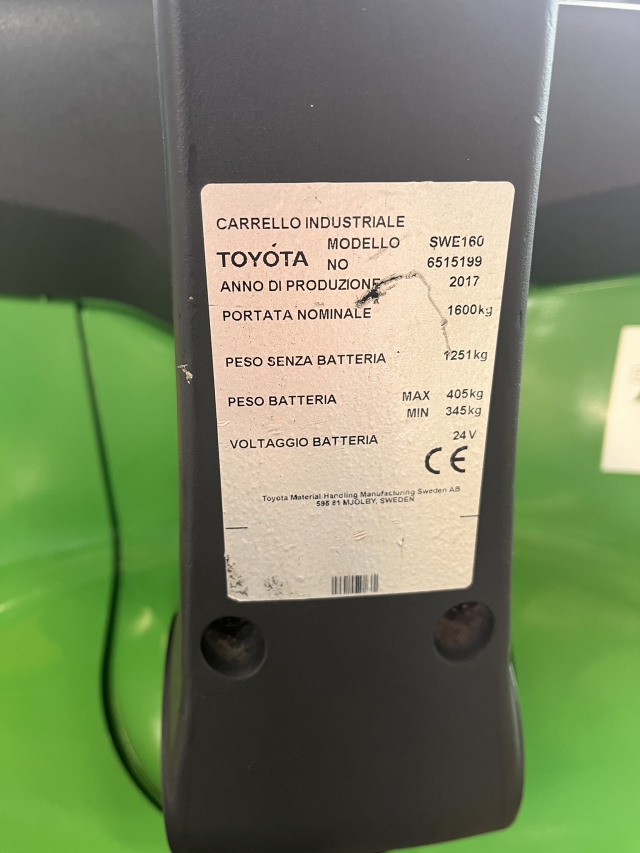 CARRELLO INDUSTRIALE
TOYOTA MODELLO SWE160
NO 6515199
ANNO DI PRODUZIONE 2017
PORTATA NOMINALE 1600kg
PESO SENZA BATTERIA 1251kg
PESO BATTERIA MAX 405kg
MIN 345kg
VOLTAGGIO BATTERIA 24V
CE
Toyota Material Handling Manufacturing Sweden AB
595 81 MJÖLBY, SWEDEN